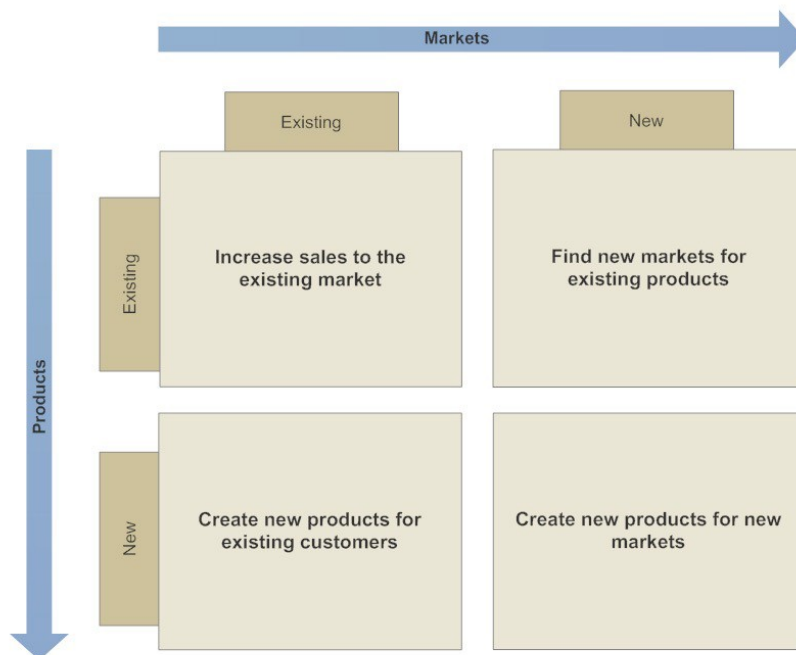 Markets
Existing
New
Products
Existing
Increase sales to the
existing market
Find new markets for
existing products
New
Create new products for
existing customers
Create new products for new
markets